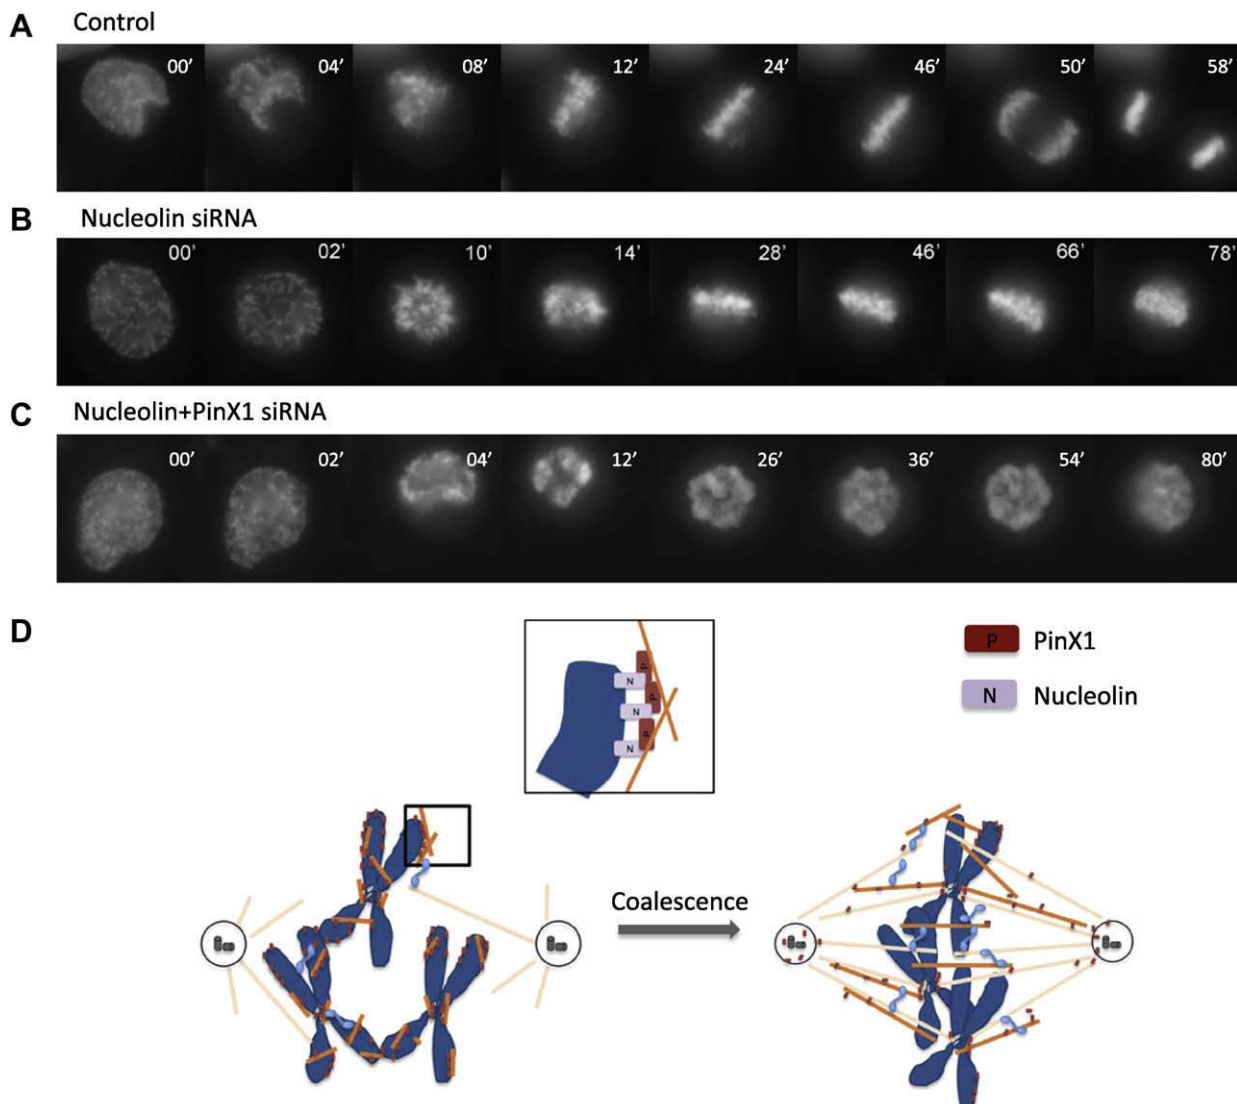 A Control
00’ 04’ 08’ 12’ 24’ 46’ 50’ 58’
B Nucleolin siRNA
00’ 02’ 10’ 14’ 28’ 46’ 66’ 78’
C Nucleolin+PinX1 siRNA
00’ 02’ 04’ 12’ 26’ 36’ 54’ 80’
D
P PinX1
N Nucleolin
P
N
P
N
P
N
Coalescence